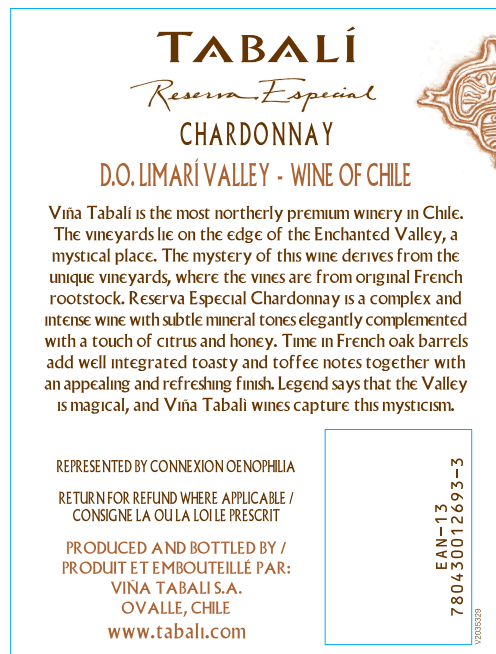 TABALÍ
Reserva Especial
CHARDONNAY
D.O. LIMARÍ VALLEY - WINE OF CHILE
Viña Tabalí is the most northerly premium winery in Chile.
The vineyards lie on the edge of the Enchanted Valley, a
mystical place. The mystery of this wine derives from the
unique vineyards, where the vines are from original French
rootstock. Reserva Especial Chardonnay is a complex and
intense wine with subtle mineral tones elegantly complemented
with a touch of citrus and honey. Time in French oak barrels
add well integrated toasty and toffee notes together with
an appealing and refreshing finish. Legend says that the Valley
is magical, and Viña Tabalì wines capture this mysticism.
REPRESENTED BY CONNEXION OENOPHILIA
RETURN FOR REFUND WHERE APPLICABLE /
CONSIGNE LA OU LA LOI LE PRESCRIT
PRODUCED AND BOTTLED BY /
PRODUIT ET EMBOUTEILLÉ PAR:
VIÑA TABALI S.A.
OVALLE, CHILE
www.tabali.com
EAN-13
780430012693-3
V2035329